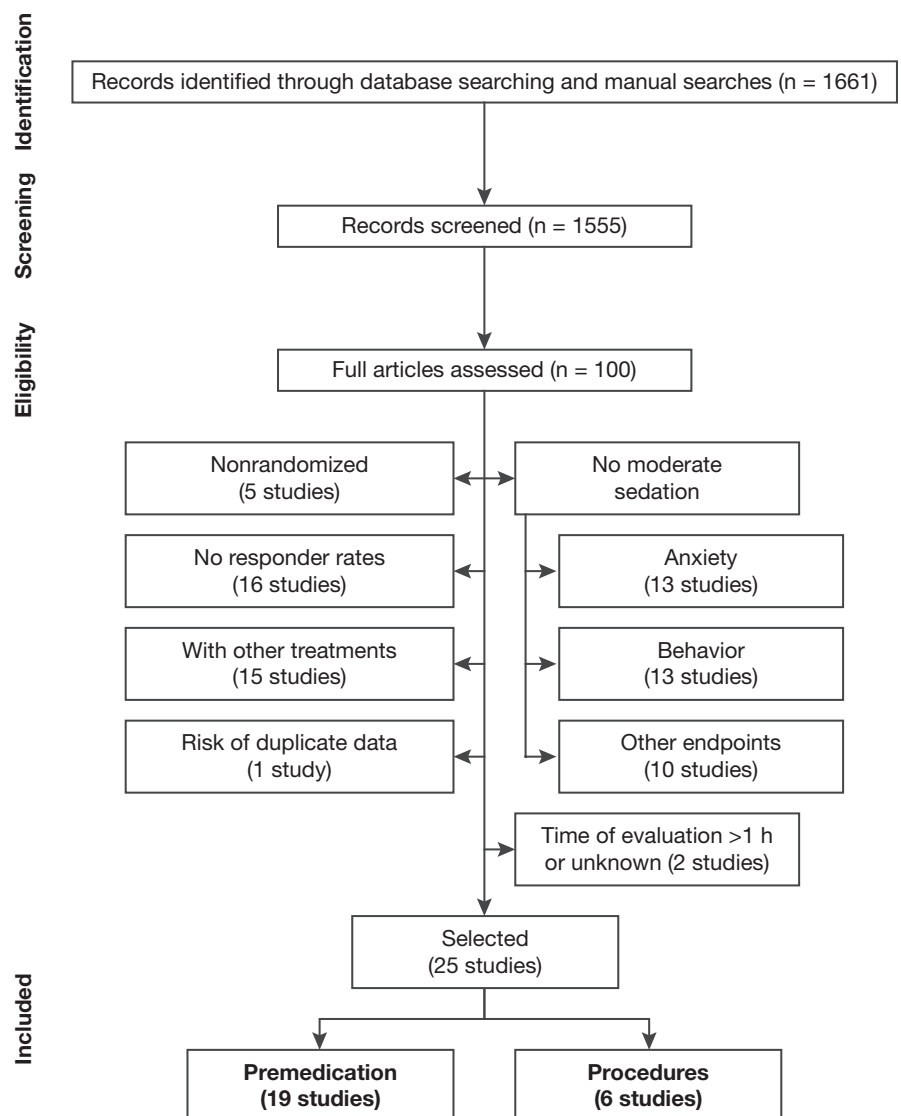 Identification
Records identified through database searching and manual searches (n = 1661)
Screening
Records screened (n = 1555)
Eligibility
Full articles assessed (n = 100)
Nonrandomized
(5 studies)
No moderate
sedation
No responder rates
(16 studies)
Anxiety
(13 studies)
With other treatments
(15 studies)
Behavior
(13 studies)
Risk of duplicate data
(1 study)
Other endpoints
(10 studies)
Time of evaluation >1 h
or unknown (2 studies)
Selected
(25 studies)
Included
Premedication
(19 studies)
Procedures
(6 studies)